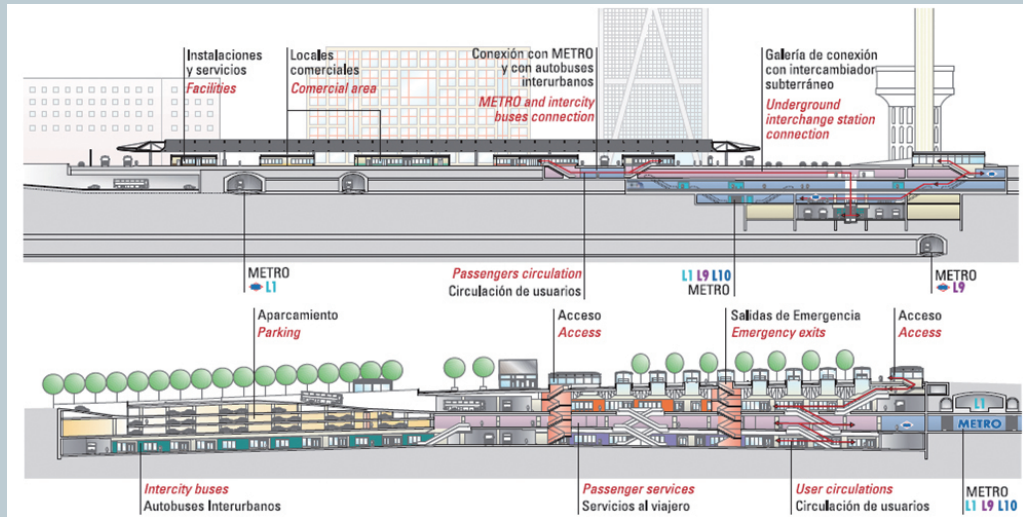 Instalaciones
y servicios
Facilities
Locales
comerciales
Comercial area
Conexión con METRO
y con autobuses
interurbanos
METRO and intercity
buses connection
Galería de conexión
con intercambiador
subterráneo
Underground
interchange station
connection
METRO
L1
Passengers circulation
Circulación de usuarios
L1 L9 L10
METRO
METRO
L9
Aparcamiento
Parking
Acceso
Access
Salidas de Emergencia
Emergency exits
Acceso
Access
L1
METRO
Intercity buses
Autobuses Interurbanos
Passenger services
Servicios al viajero
User circulations
Circulación de usuarios
METRO
L1 L9 L10